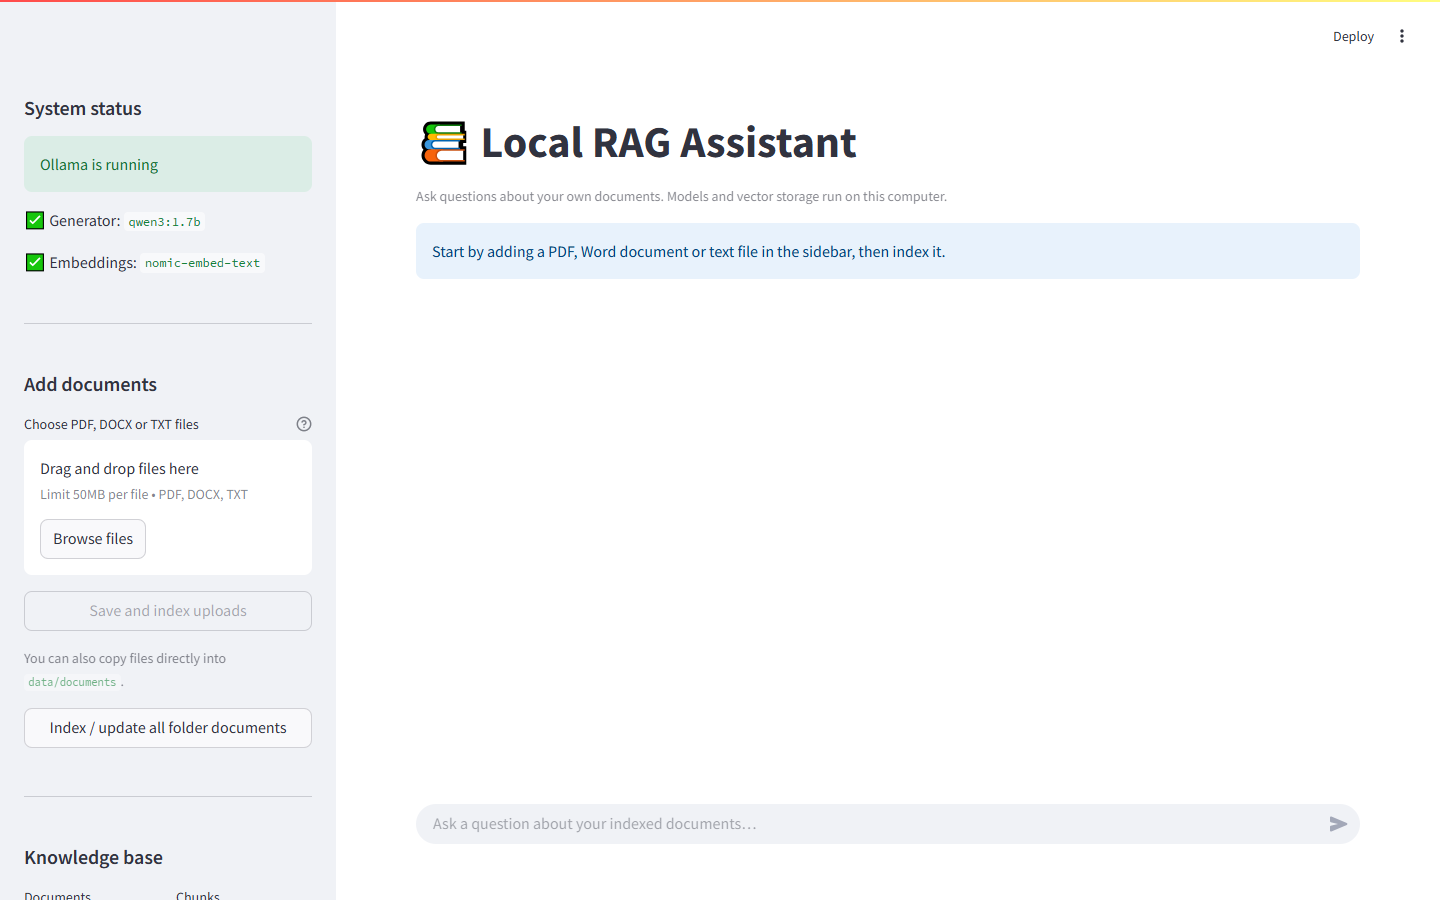 Deploy
System status
Ollama is running
Generator: qwen3:1.7b
Embeddings: nomic-embed-text
Add documents
Choose PDF, DOCX or TXT files
Drag and drop files here
Limit 50MB per file • PDF, DOCX, TXT
Browse files
Save and index uploads
You can also copy files directly into
data/documents .
Index / update all folder documents
Knowledge base
Documents
Chunks
Local RAG Assistant
Ask questions about your own documents. Models and vector storage run on this computer.
Start by adding a PDF, Word document or text file in the sidebar, then index it.
Ask a question about your indexed documents…